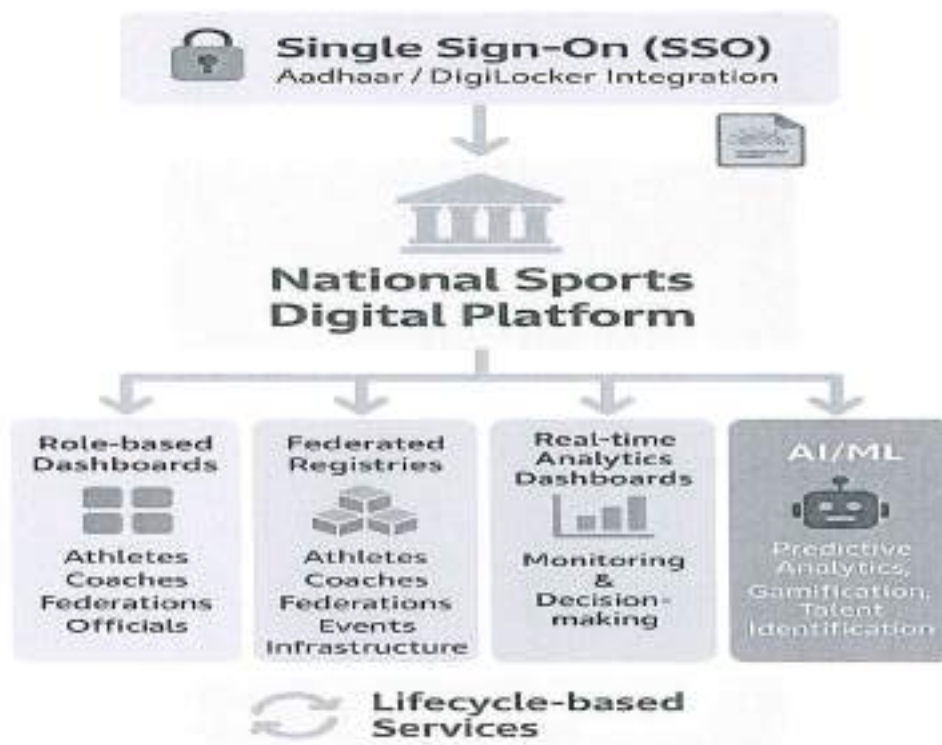 Single Sign-On (SSO)
Aadhaar / DigiLocker Integration
National Sports
Digital Platform
Role-based
Dashboards
Athletes
Coaches
Federations
Officials
Federated
Registries
Athletes
Coaches
Federations
Events
Infrastructure
Real-time
Analytics
Dashboards
Monitoring
&
Decision-
making
AI/ML
Predictive
Analytics,
Gamification,
Talent
Identification
Lifecycle-based
Services